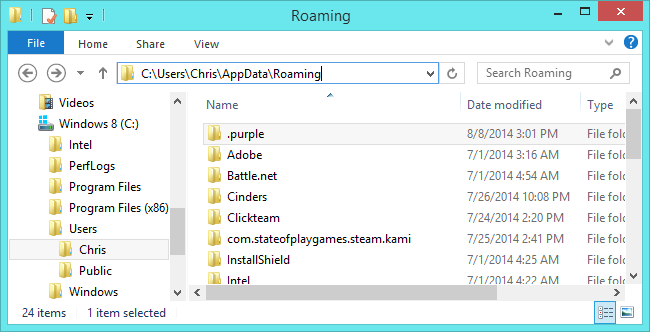 Roaming
File Home Share View
C:\Users\Chris\AppData\Roaming Search Roaming
Videos
Windows 8 (C:)
Intel
PerfLogs
Program Files
Program Files (x86)
Users
Chris
Public
Windows
Name Date modified Type
.purple 8/8/2014 3:01 PM File fold
Adobe 7/1/2014 3:16 AM File fold
Battle.net 7/1/2014 4:54 AM File fold
Cinders 7/26/2014 10:08 PM File fold
Clickteam 7/24/2014 2:20 PM File fold
com.stateofplaygames.steam.kami 7/25/2014 2:41 PM File fold
InstallShield 7/1/2014 4:25 AM File fold
Intel 7/1/2014 4:22 AM File fold
24 items 1 item selected